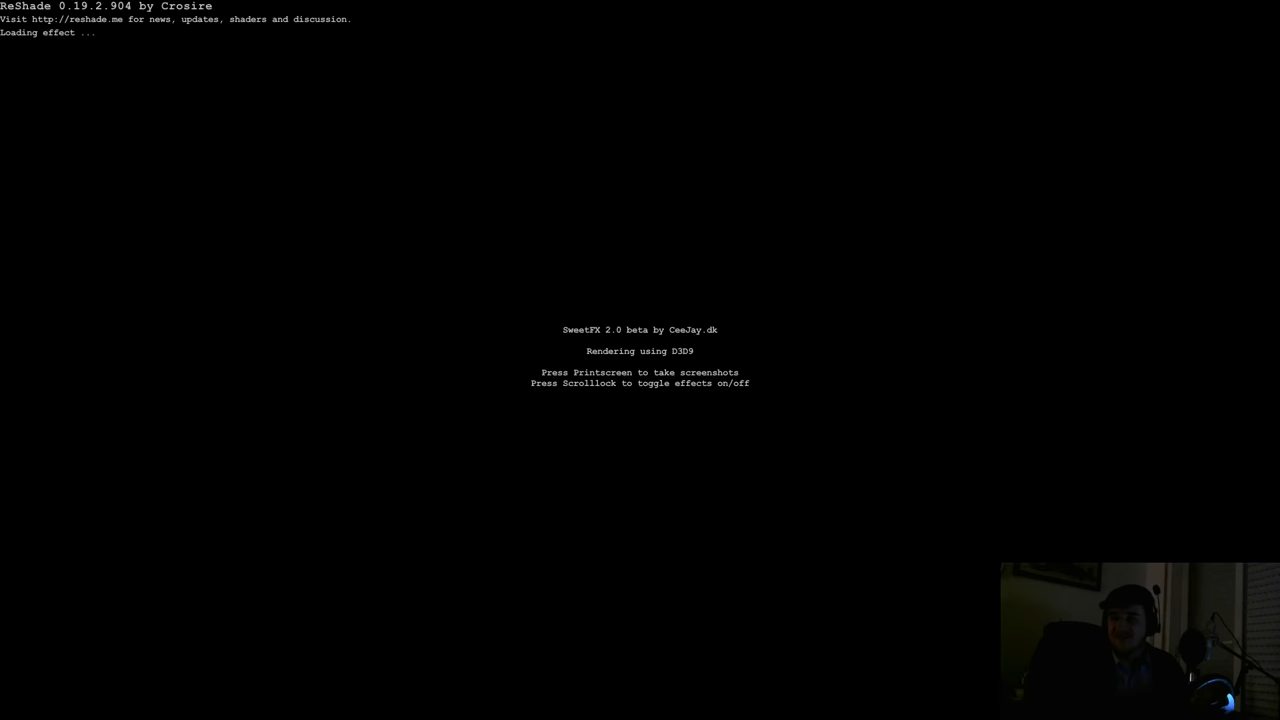 ReShade 0.19.2.904 by Crosire
Visit http://reshade.me for news, updates, shaders and discussion.
Loading effect ...
SweetFX 2.0 beta by CeeJay.dk
Rendering using D3D9
Press Printscreen to take screenshots
Press Scrolllock to toggle effects on/off